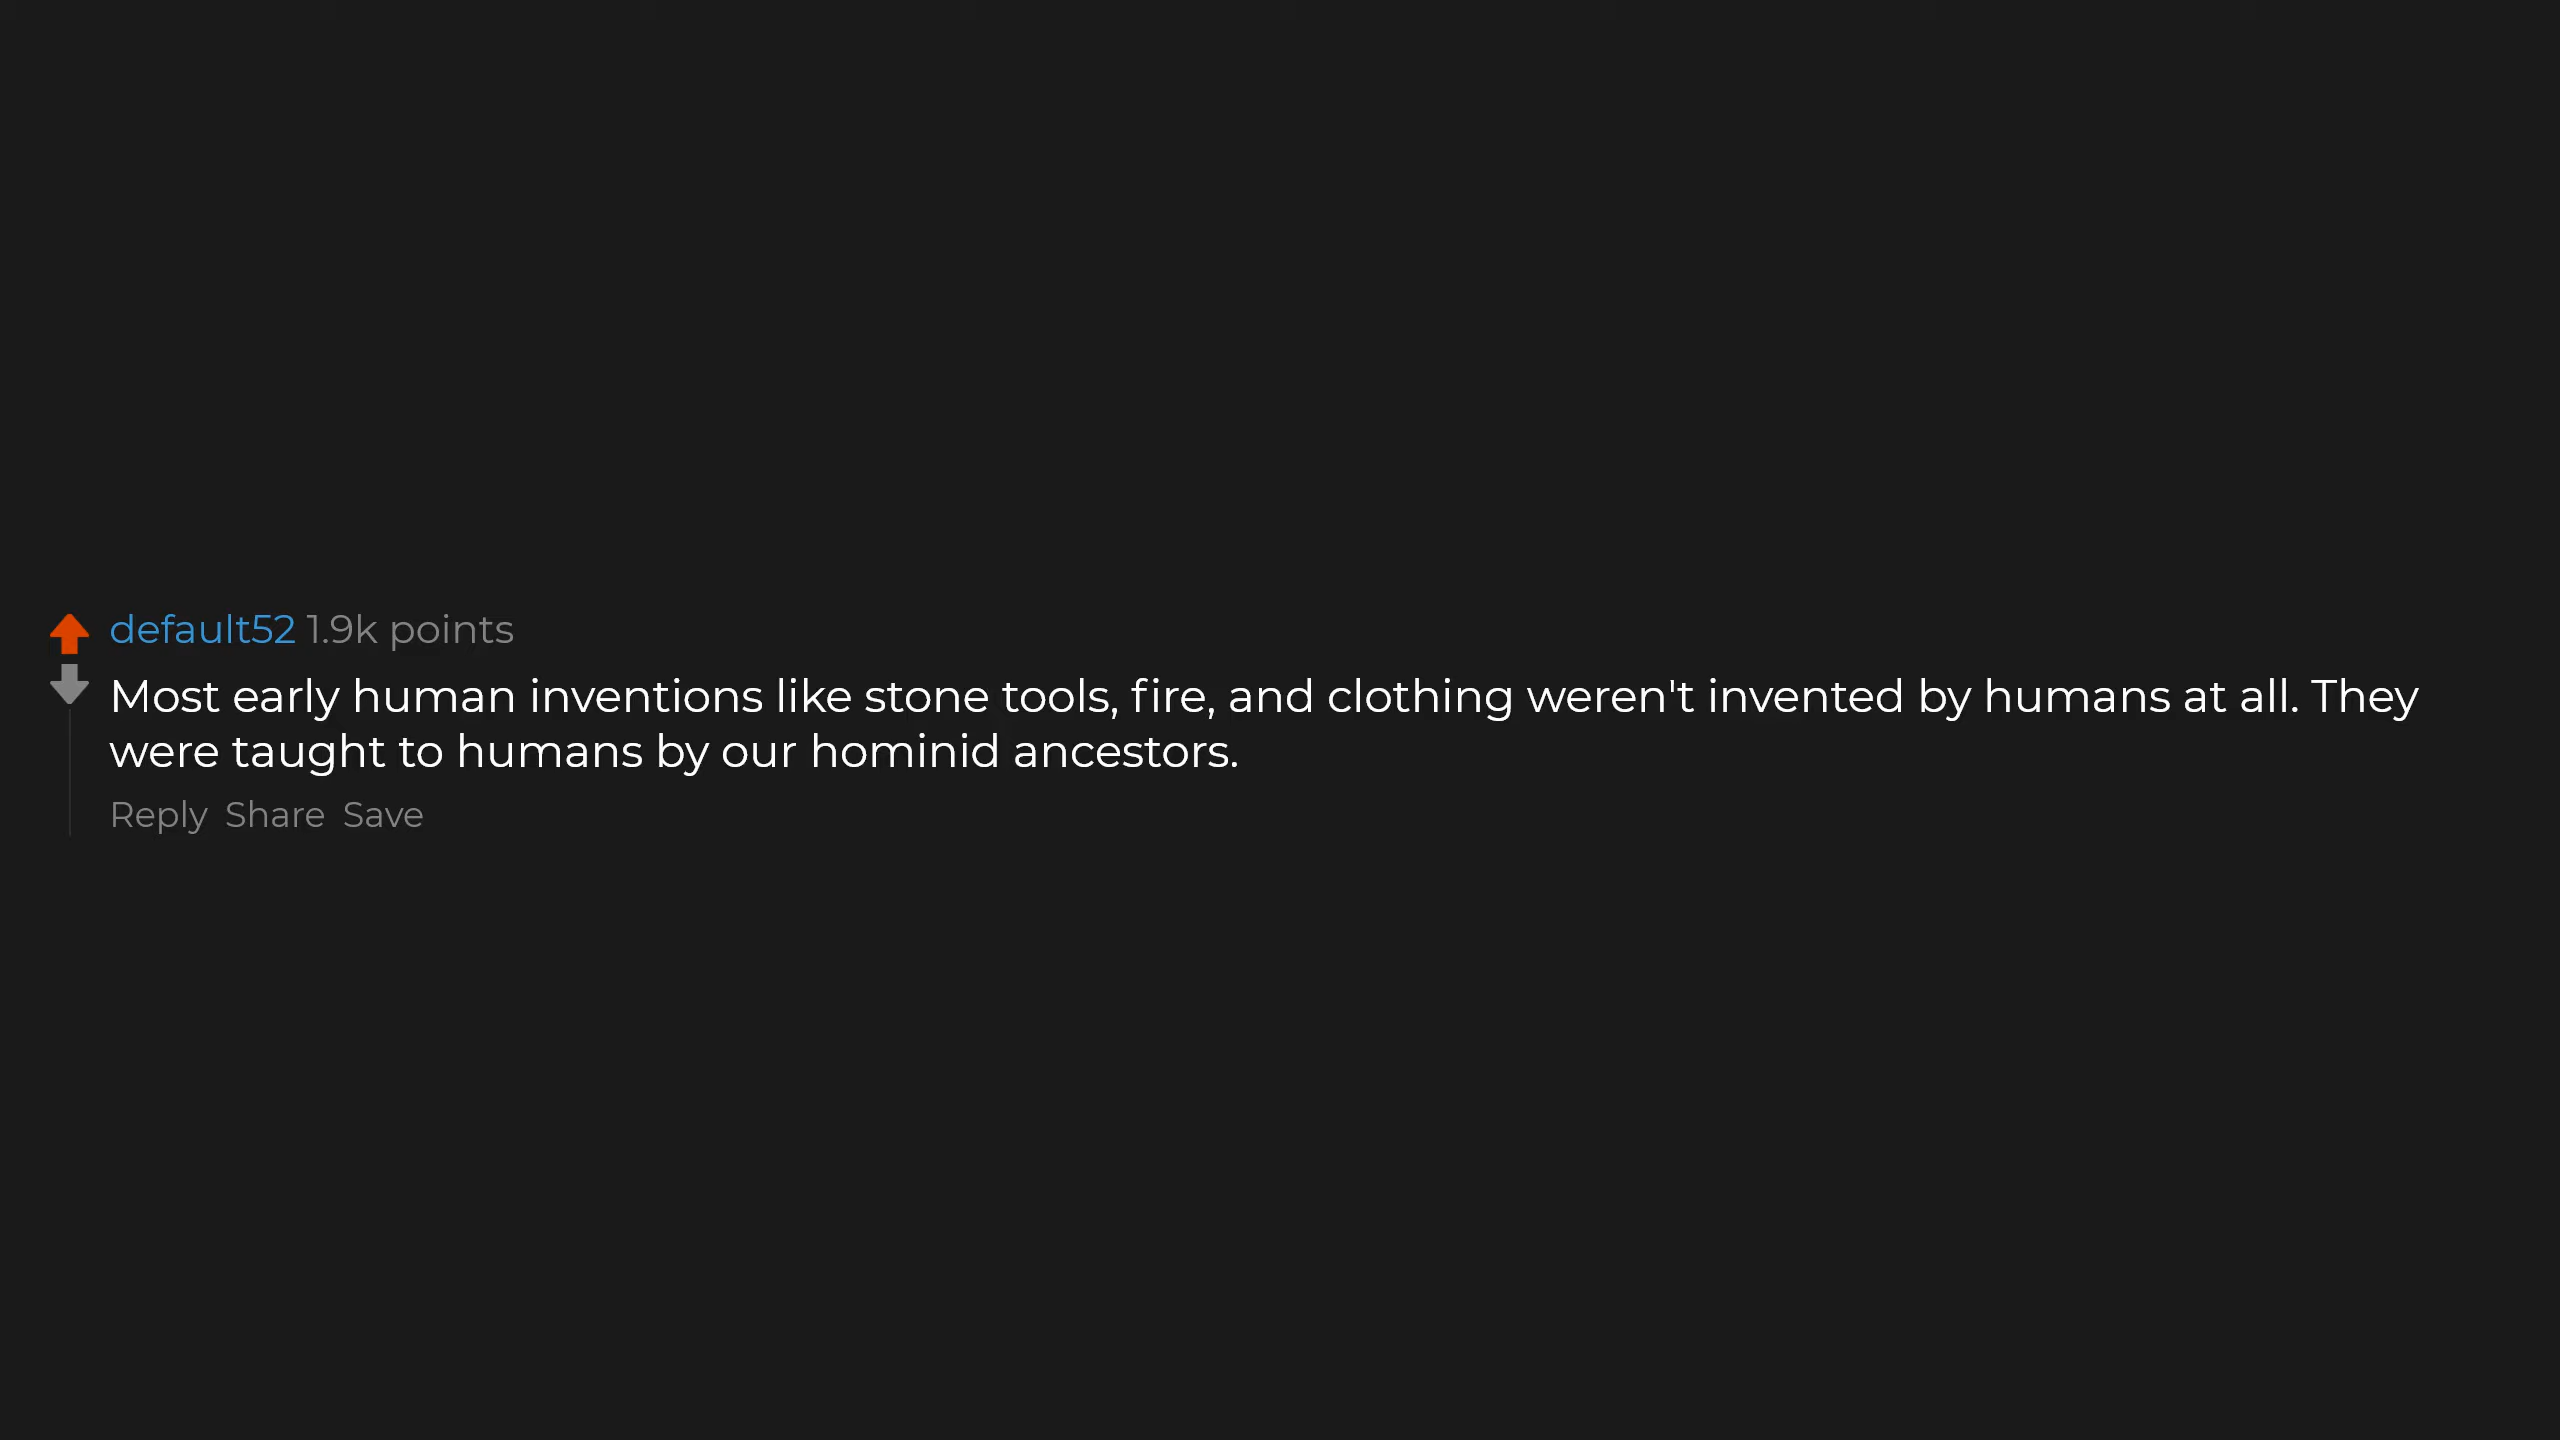 default52 1.9k points
Most early human inventions like stone tools, fire, and clothing weren't invented by humans at all. They
were taught to humans by our hominid ancestors.
Reply Share Save